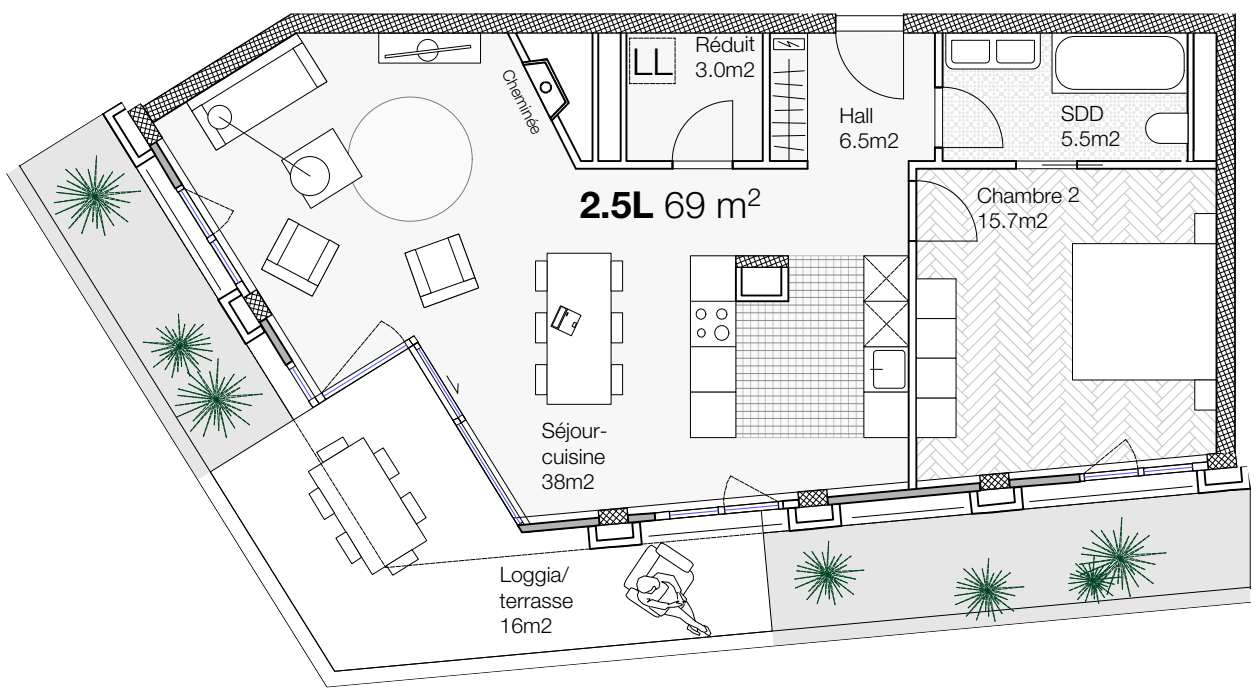 LL
Réduit
3.0m2
Cheminée
Hall
6.5m2
SDD
5.5m2
2.5L 69 m²
Chambre 2
15.7m2
Séjour-
cuisine
38m2
Loggia/
terrasse
16m2